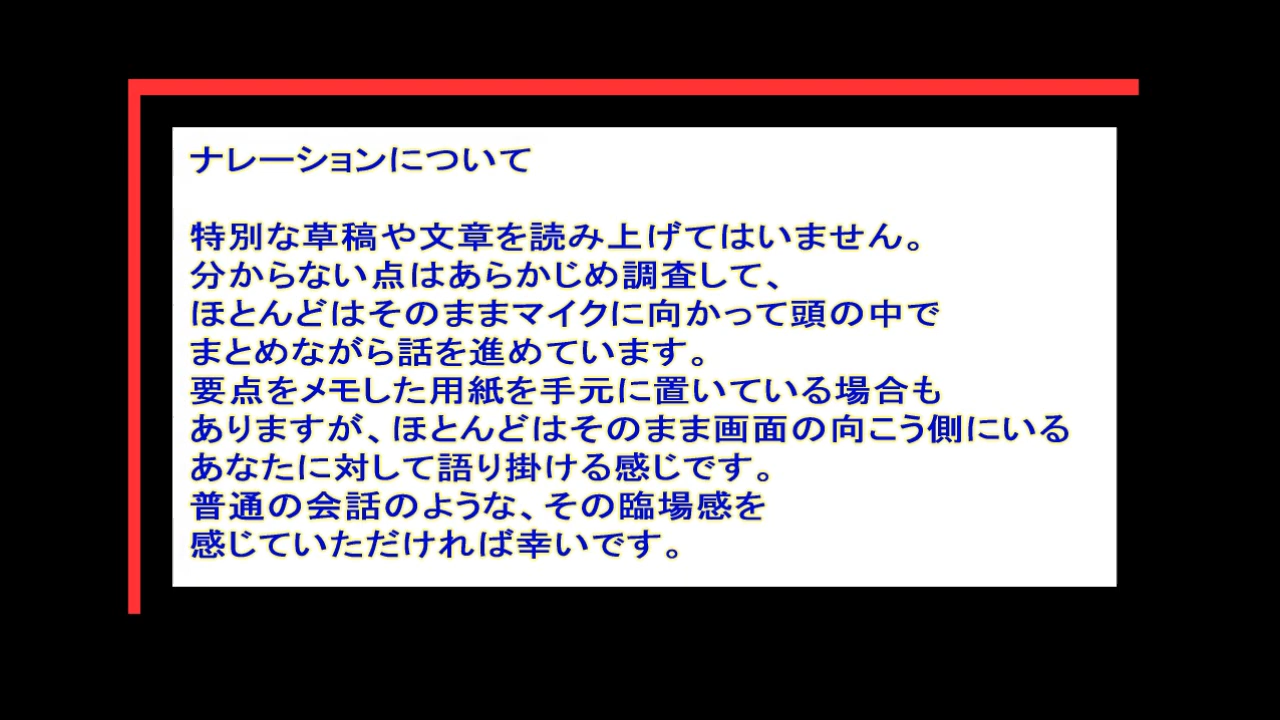 ナレーションについて
特別な草稿や文章を読み上げてはいません。
分からない点はあらかじめ調査して、
ほとんどはそのままマイクに向かって頭の中で
まとめながら話を進めています。
要点をメモした用紙を手元に置いている場合も
ありますが、ほとんどはそのまま画面の向こう側にいる
あなたに対して語り掛ける感じです。
普通の会話のような、その臨場感を
感じていただければ幸いです。